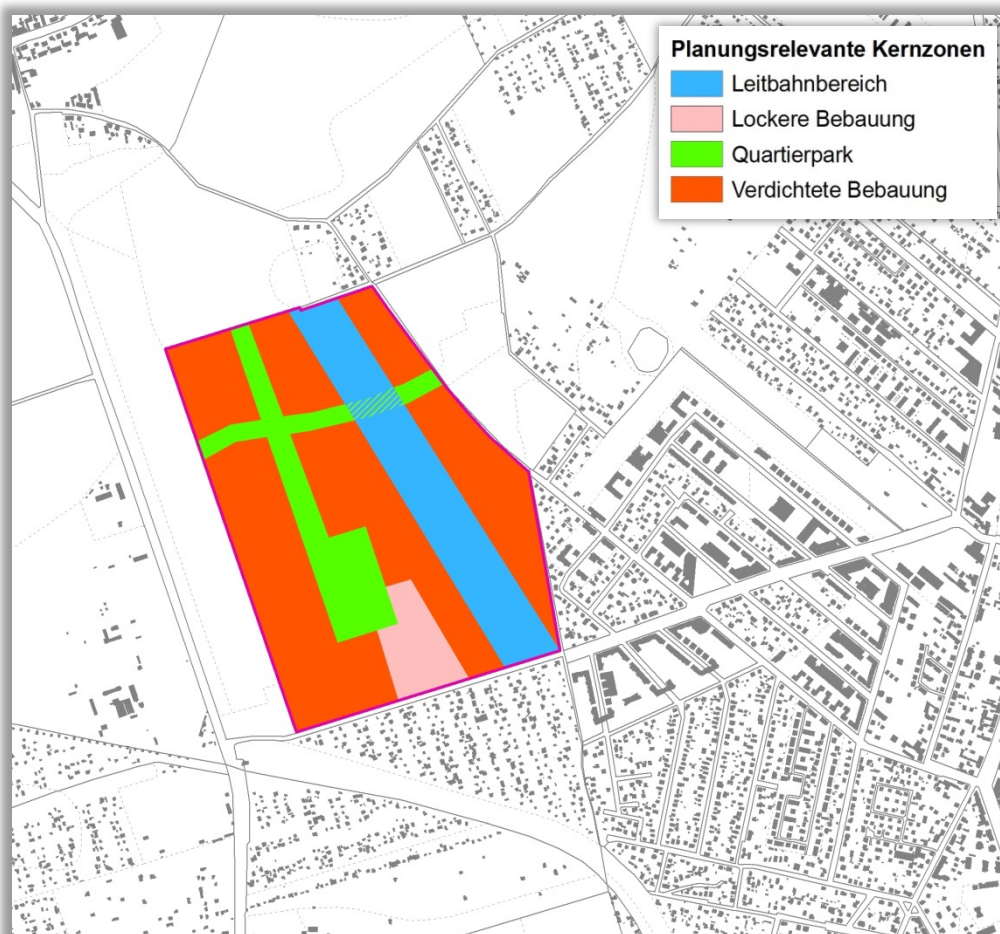 Planungsrelevante Kernzonen
Leitbahnbereich
Lockere Bebauung
Quartierpark
Verdichtete Bebauung